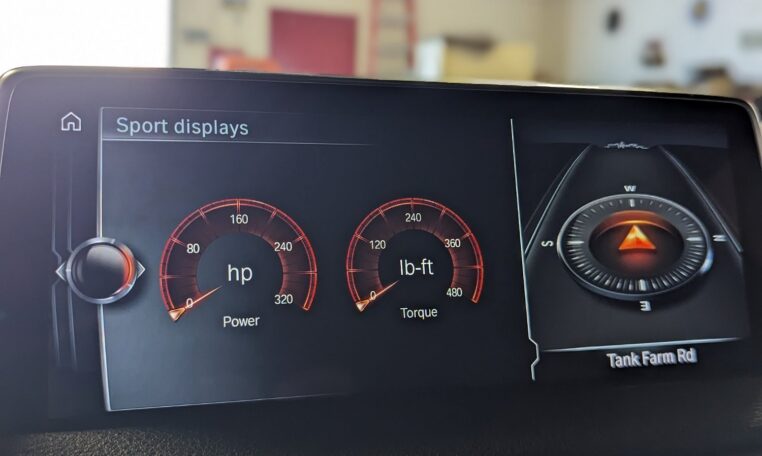 Sport displays
0
80
160
240
320
hp
Power
0
120
240
360
480
lb-ft
Torque
W
S
N
E
Tank Farm Rd